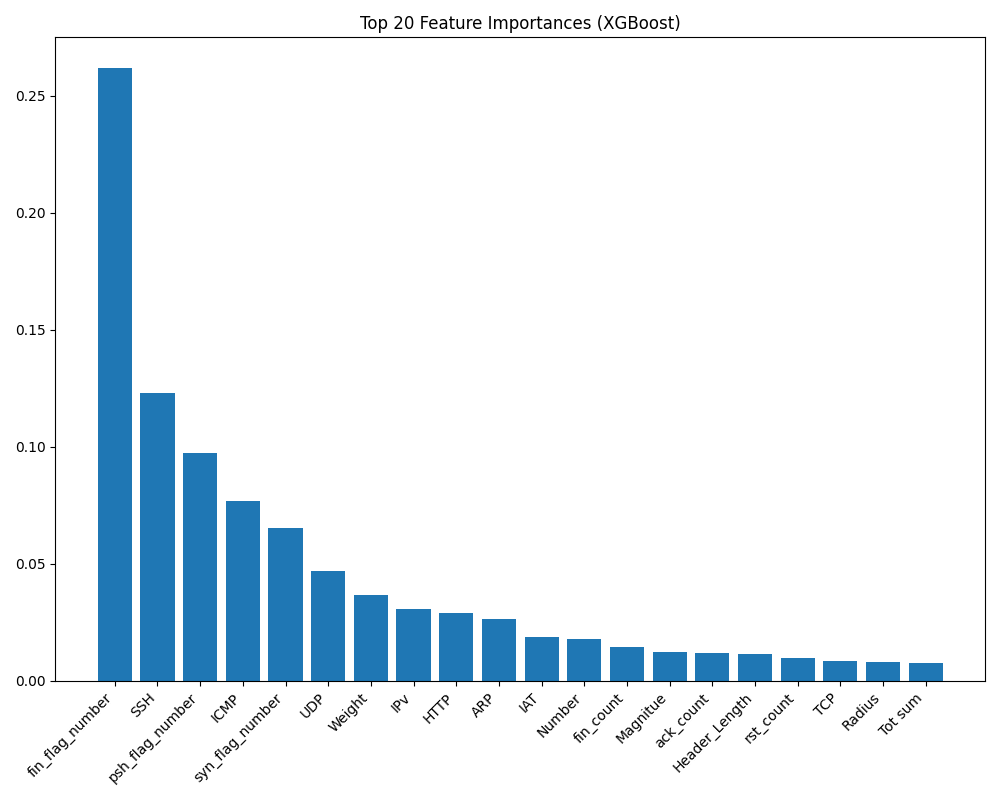 Top 20 Feature Importances (XGBoost)
0.25
0.20
0.15
0.10
0.05
0.00
fin_flag_number
SSH
psh_flag_number
ICMP
syn_flag_number
UDP
Weight
IPv
HTTP
ARP
IAT
Number
fin_count
Magnitue
ack_count
Header_Length
rst_count
TCP
Radius
Tot sum